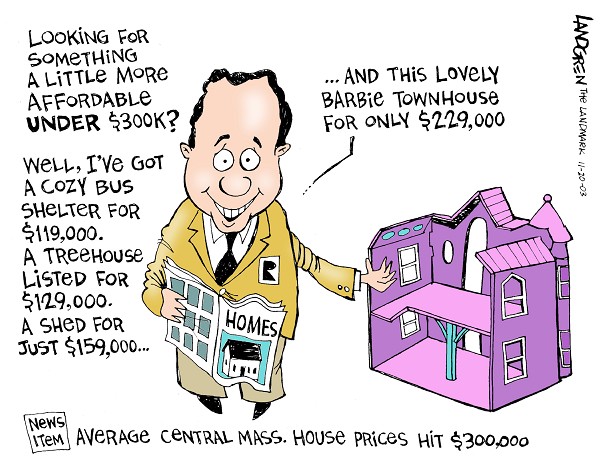 LOOKING FOR
SOMETHING
A LITTLE MORE
AFFORDABLE
UNDER $300K?
WELL, I'VE GOT
A COZY BUS
SHELTER FOR
$119,000.
A TREEHOUSE
LISTED FOR
$129,000.
A SHED FOR
JUST $159,000...
...AND THIS LOVELY
BARBIE TOWNHOUSE
FOR ONLY $229,000
R
HOMES
LANDGREN THE LANDMARK 11-20-03
NEWS
ITEM
AVERAGE CENTRAL MASS. HOUSE PRICES HIT $300,000